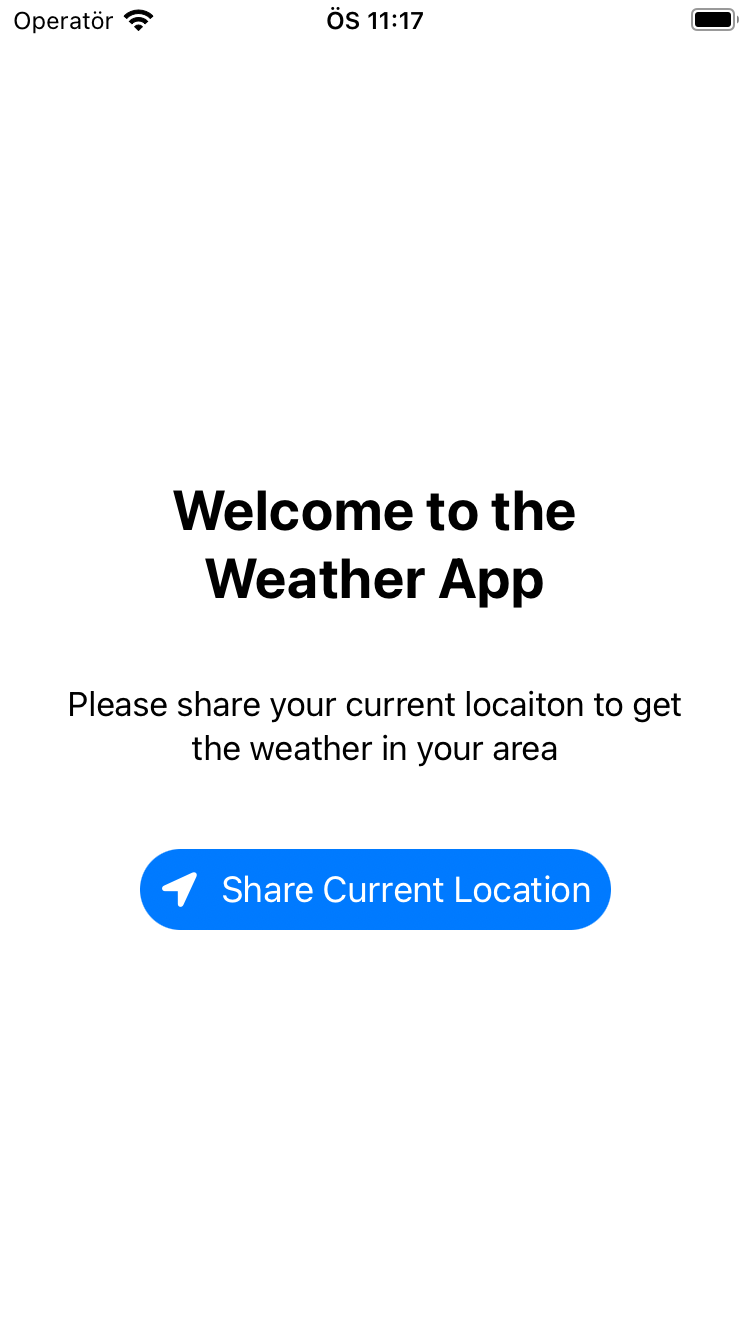 Operatör ÖS 11:17
Welcome to the
Weather App
Please share your current locaiton to get
the weather in your area
Share Current Location